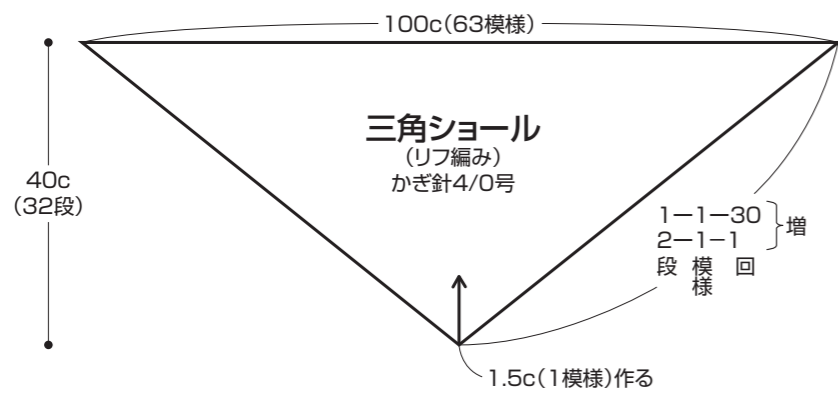 100c(63模様)
三角ショール
(リフ編み)
かぎ針4/0号
40c
(32段)
1−1−30
2−1−1
増
段 模様 回
1.5c(1模様)作る